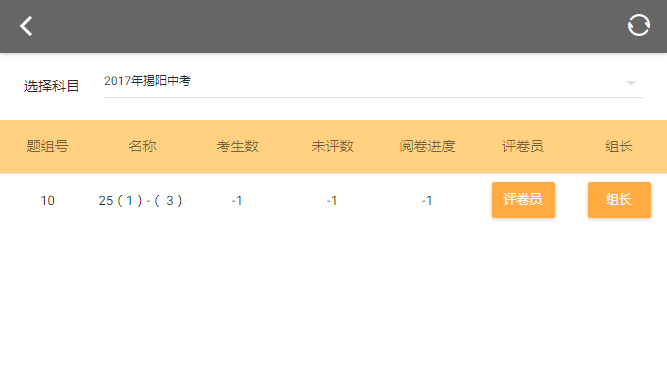 选择科目 2017年揭阳中考
题组号 名称 考生数 未评数 阅卷进度 评卷员 组长
10 25（1）-（ 3 ） -1 -1 -1 评卷员 组长